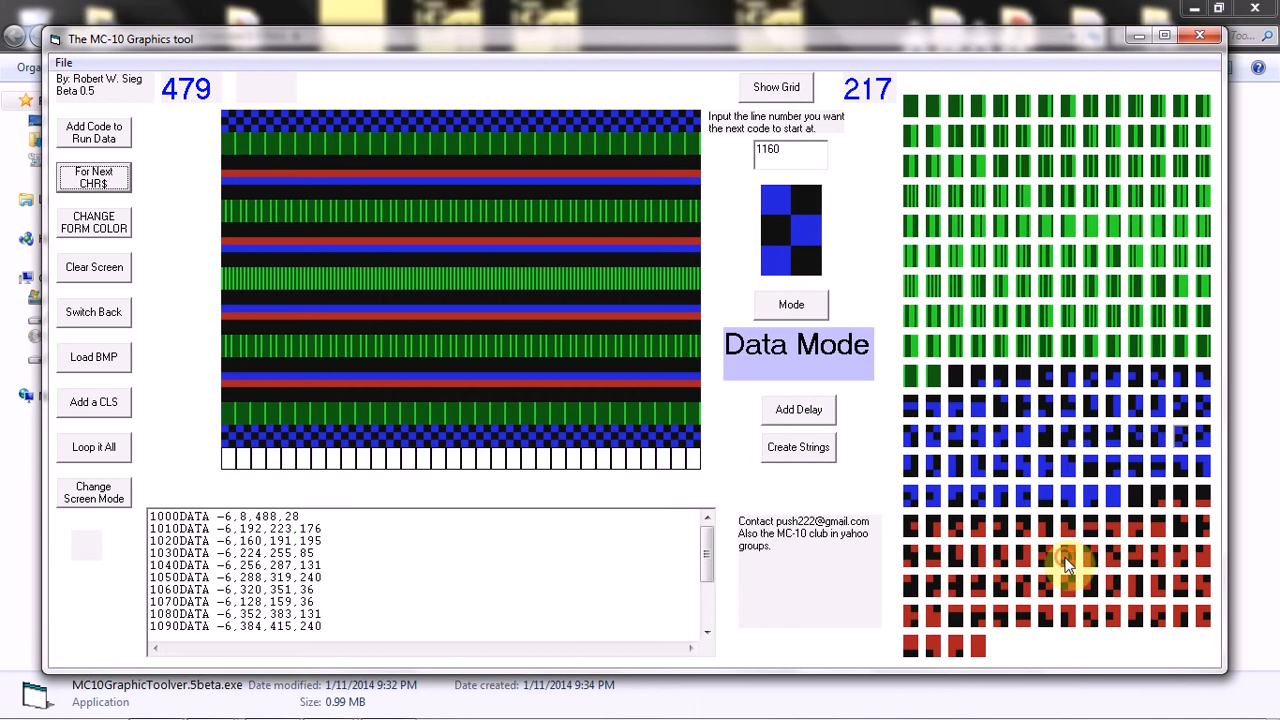 The MC-10 Graphics tool
Too...
Orga
File
By: Robert W. Sieg
Beta 0.5
479
Show Grid
217
Input the line number you want
the next code to start at.
1160
Add Code to
Run Data
For Next
CHR$
CHANGE
FORM COLOR
Clear Screen
Switch Back
Load BMP
Add a CLS
Loop it All
Change
Screen Mode
Mode
Data Mode
Add Delay
Create Strings
1000DATA -6,8,488,28
1010DATA -6,192,223,176
1020DATA -6,160,191,195
1030DATA -6,224,255,85
1040DATA -6,256,287,131
1050DATA -6,288,319,240
1060DATA -6,320,351,36
1070DATA -6,128,159,36
1080DATA -6,352,383,131
1090DATA -6,384,415,240
Contact push222@gmail.com
Also the MC-10 club in yahoo
groups.
MC10GraphicToolver.5beta.exe Date modified: 1/11/2014 9:32 PM Date created: 1/11/2014 9:34 PM
Application Size: 0.99 MB